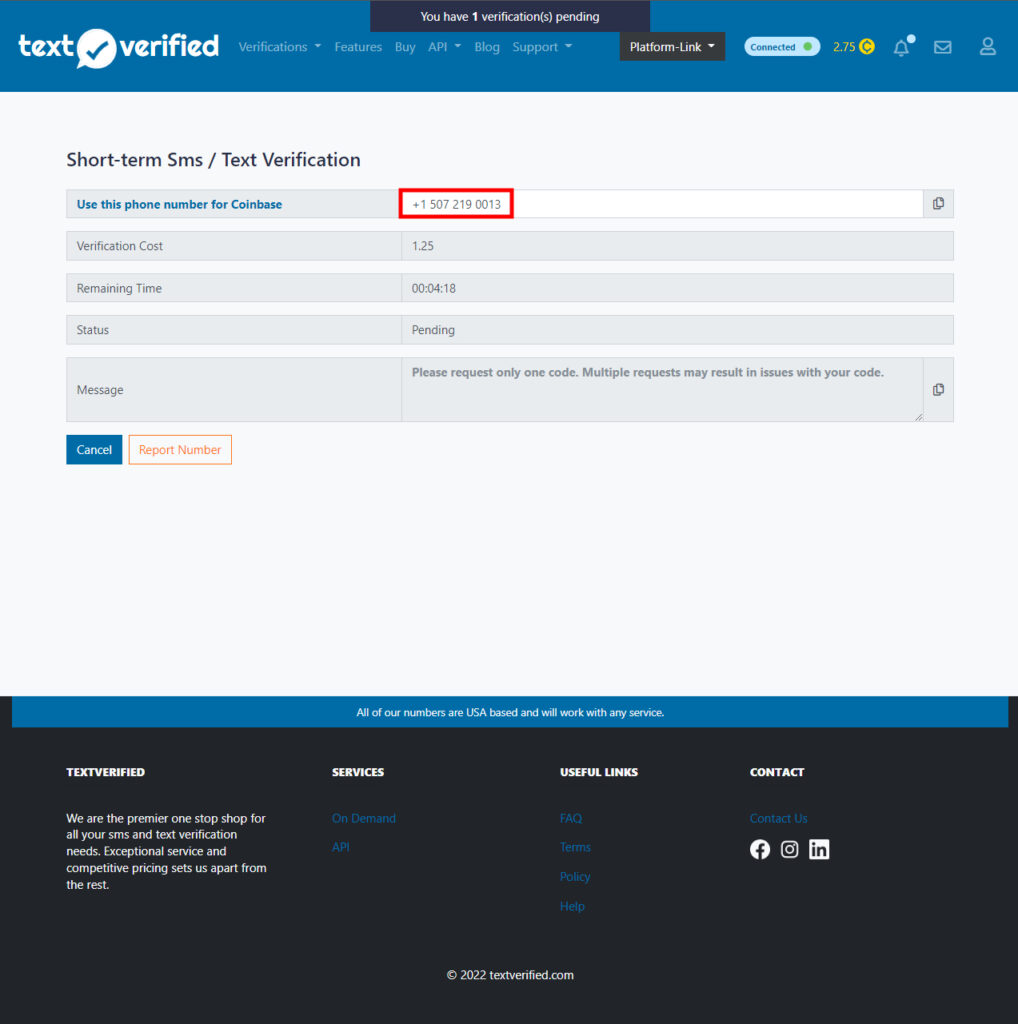 You have 1 verification(s) pending
text verified
Verifications Features Buy API Blog Support Platform-Link Connected 2.75
Short-term Sms / Text Verification
Use this phone number for Coinbase +1 507 219 0013
Verification Cost 1.25
Remaining Time 00:04:18
Status Pending
Message Please request only one code. Multiple requests may result in issues with your code.
Cancel Report Number
All of our numbers are USA based and will work with any service.
TEXTVERIFIED
We are the premier one stop shop for
all your sms and text verification
needs. Exceptional service and
competitive pricing sets us apart from
the rest.
SERVICES
On Demand
API
USEFUL LINKS
FAQ
Terms
Policy
Help
CONTACT
Contact Us
© 2022 textverified.com